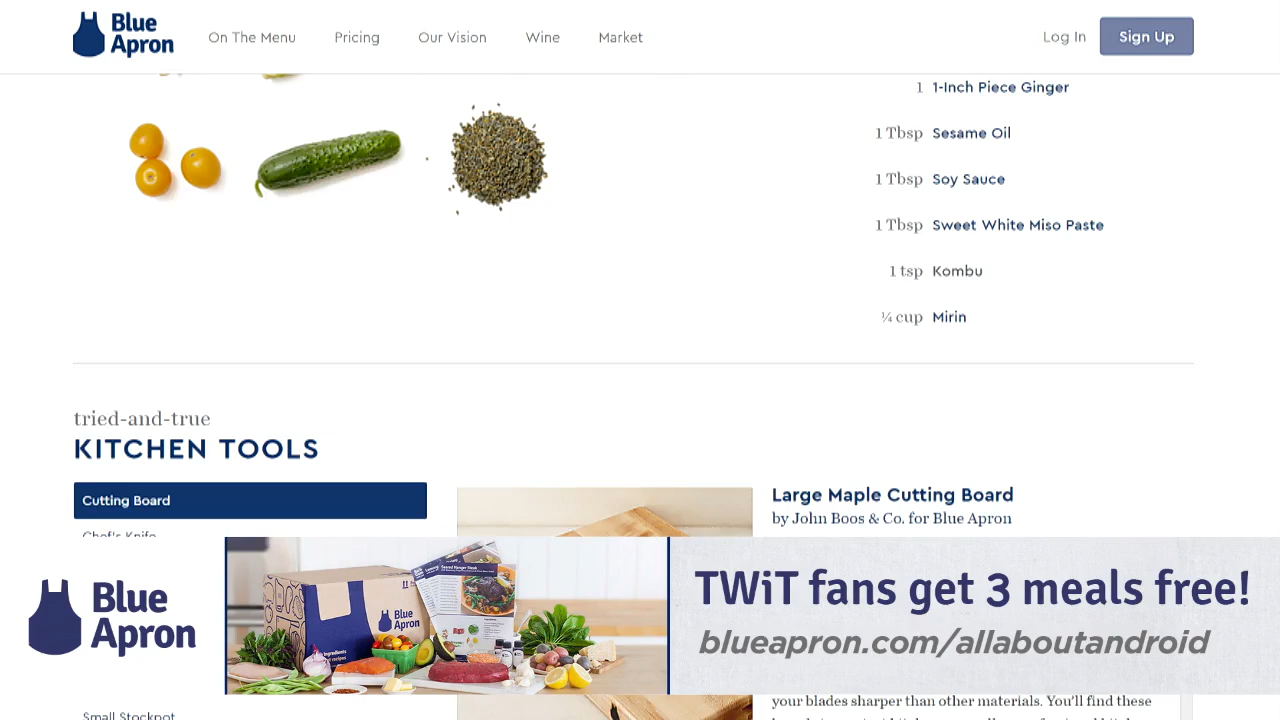 Blue Apron
On The Menu
Pricing
Our Vision
Wine
Market
Log In
Sign Up
1 1-Inch Piece Ginger
1 Tbsp Sesame Oil
1 Tbsp Soy Sauce
1 Tbsp Sweet White Miso Paste
1 tsp Kombu
¼ cup Mirin
tried-and-true
KITCHEN TOOLS
Cutting Board
Chef's Knife
Large Maple Cutting Board
by John Boos & Co. for Blue Apron
Blue
Apron
Blue
Apron
TWiT fans get 3 meals free!
blueapron.com/allaboutandroid
Small Stockpot
your blades sharper than other materials. You'll find these